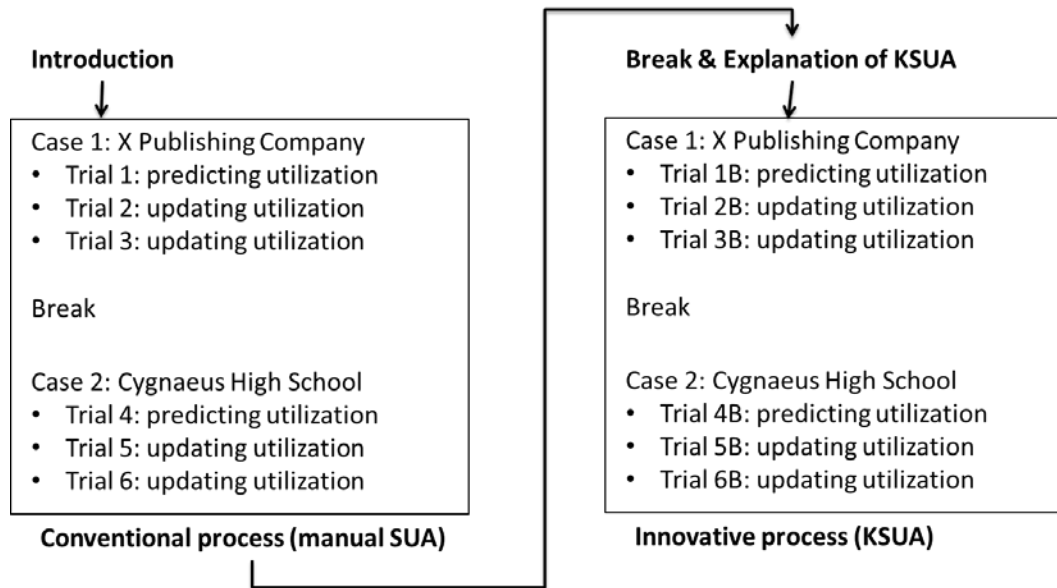 Introduction
Case 1: X Publishing Company
• Trial 1: predicting utilization
• Trial 2: updating utilization
• Trial 3: updating utilization
Break
Case 2: Cygnaeus High School
• Trial 4: predicting utilization
• Trial 5: updating utilization
• Trial 6: updating utilization
Conventional process (manual SUA)
Break & Explanation of KSUA
Case 1: X Publishing Company
• Trial 1B: predicting utilization
• Trial 2B: updating utilization
• Trial 3B: updating utilization
Break
Case 2: Cygnaeus High School
• Trial 4B: predicting utilization
• Trial 5B: updating utilization
• Trial 6B: updating utilization
Innovative process (KSUA)